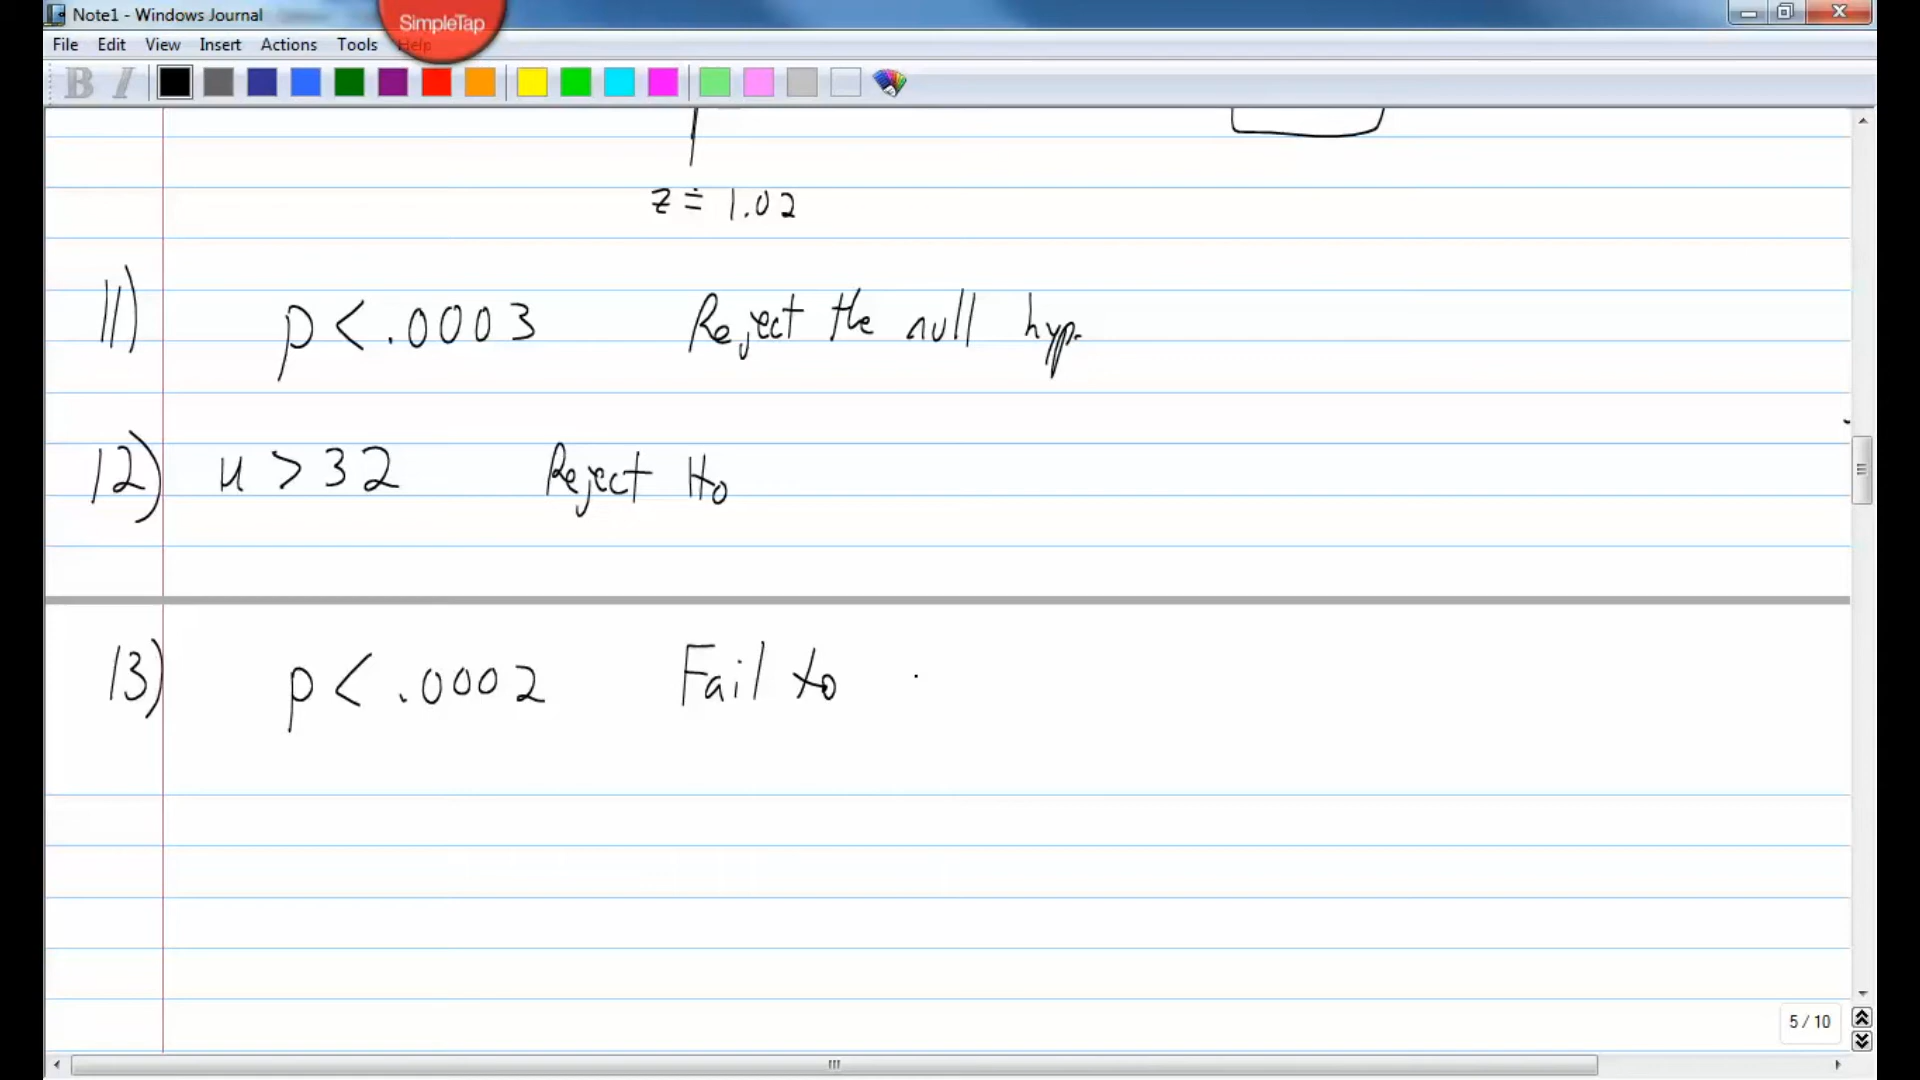 Note1 - Windows Journal
SimpleTap
File Edit View Insert Actions Tools Help
B I
z ≐ 1.02
11) p < .0003 Reject the null hyp.
12) u > 32 Reject Ho
13) p < .0002 Fail to
5 / 10